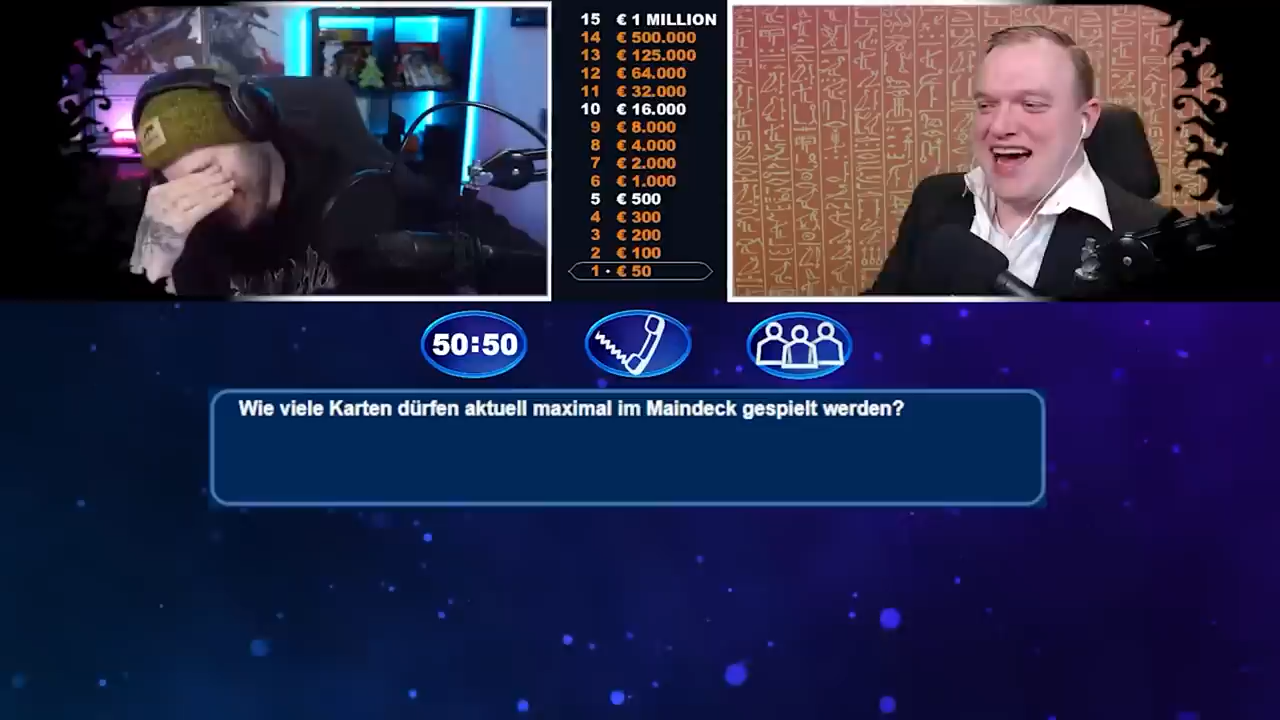 15 € 1 MILLION
14 € 500.000
13 € 125.000
12 € 64.000
11 € 32.000
10 € 16.000
9 € 8.000
8 € 4.000
7 € 2.000
6 € 1.000
5 € 500
4 € 300
3 € 200
2 € 100
1 · € 50
50:50
Wie viele Karten dürfen aktuell maximal im Maindeck gespielt werden?